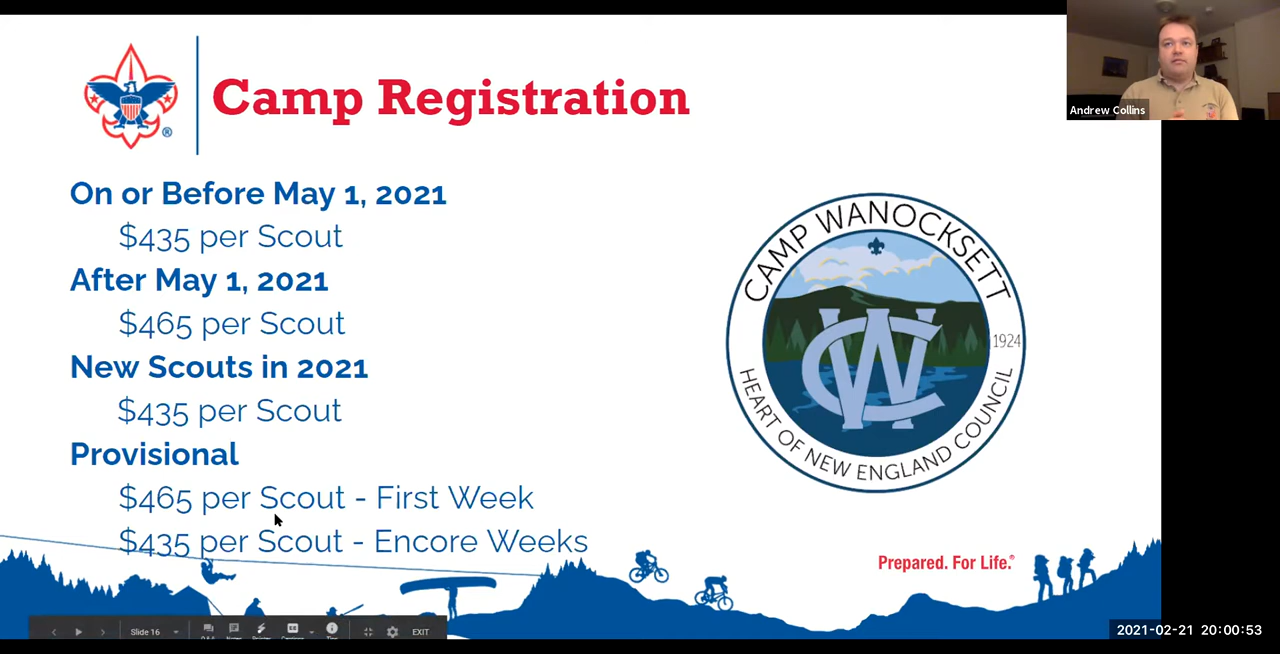 Camp Registration
®
Andrew Collins
On or Before May 1, 2021
$435 per Scout
After May 1, 2021
$465 per Scout
New Scouts in 2021
$435 per Scout
Provisional
$465 per Scout - First Week
$435 per Scout - Encore Weeks
CAMP WANOCKSETT
CW
1924
HEART OF NEW ENGLAND COUNCIL
Prepared. For Life.®
Slide 16
EXIT
2021-02-21 20:00:53